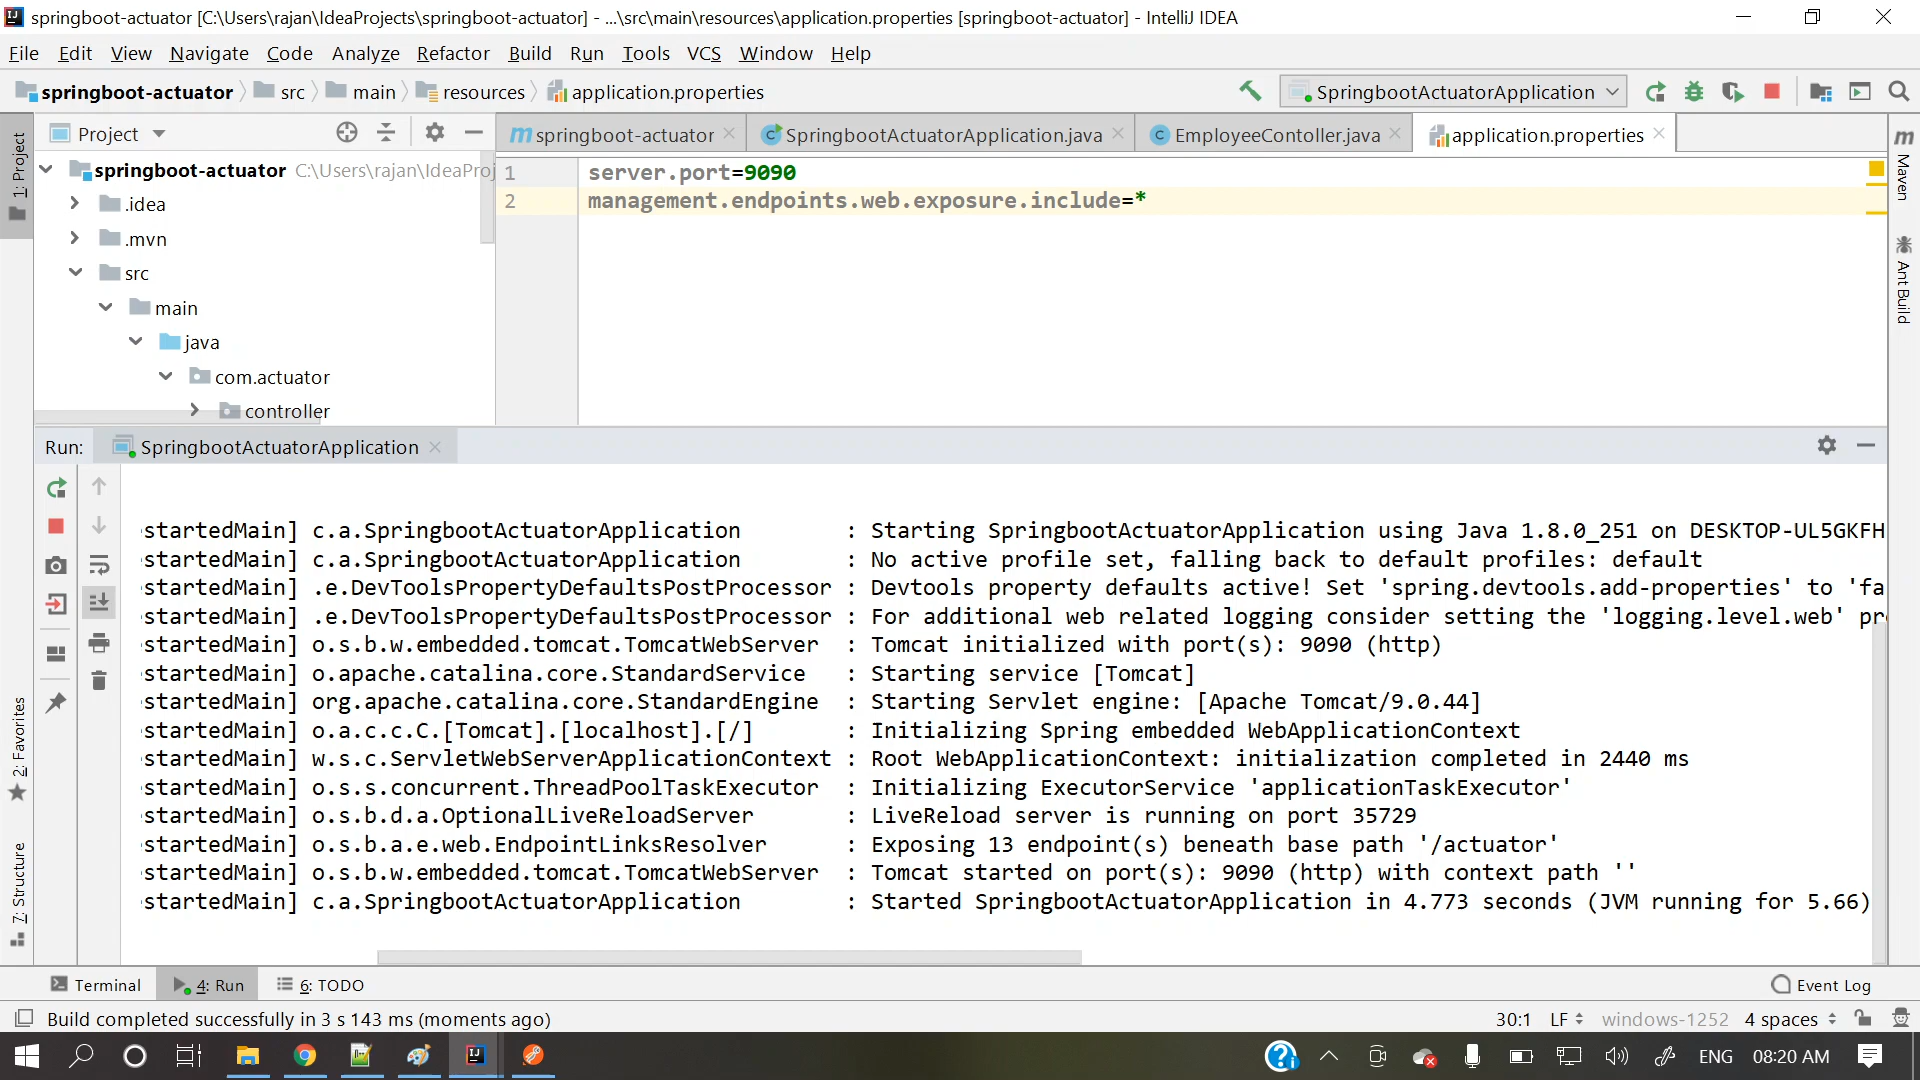 springboot-actuator [C:\Users\rajan\IdeaProjects\springboot-actuator] - ...\src\main\resources\application.properties [springboot-actuator] - IntelliJ IDEA
File Edit View Navigate Code Analyze Refactor Build Run Tools VCS Window Help
springboot-actuator src main resources application.properties SpringbootActuatorApplication
1: Project
Project
springboot-actuator SpringbootActuatorApplication.java EmployeeContoller.java application.properties
Maven
Ant Build
springboot-actuator C:\Users\rajan\IdeaProj
.idea
.mvn
src
main
java
com.actuator
controller
1 server.port=9090
2 management.endpoints.web.exposure.include=*
Run: SpringbootActuatorApplication
startedMain] c.a.SpringbootActuatorApplication : Starting SpringbootActuatorApplication using Java 1.8.0_251 on DESKTOP-UL5GKFH
startedMain] c.a.SpringbootActuatorApplication : No active profile set, falling back to default profiles: default
startedMain] .e.DevToolsPropertyDefaultsPostProcessor : Devtools property defaults active! Set 'spring.devtools.add-properties' to 'fa
startedMain] .e.DevToolsPropertyDefaultsPostProcessor : For additional web related logging consider setting the 'logging.level.web' pr
startedMain] o.s.b.w.embedded.tomcat.TomcatWebServer : Tomcat initialized with port(s): 9090 (http)
startedMain] o.apache.catalina.core.StandardService : Starting service [Tomcat]
startedMain] org.apache.catalina.core.StandardEngine : Starting Servlet engine: [Apache Tomcat/9.0.44]
startedMain] o.a.c.c.C.[Tomcat].[localhost].[/] : Initializing Spring embedded WebApplicationContext
startedMain] w.s.c.ServletWebServerApplicationContext : Root WebApplicationContext: initialization completed in 2440 ms
startedMain] o.s.s.concurrent.ThreadPoolTaskExecutor : Initializing ExecutorService 'applicationTaskExecutor'
startedMain] o.s.b.d.a.OptionalLiveReloadServer : LiveReload server is running on port 35729
startedMain] o.s.b.a.e.web.EndpointLinksResolver : Exposing 13 endpoint(s) beneath base path '/actuator'
startedMain] o.s.b.w.embedded.tomcat.TomcatWebServer : Tomcat started on port(s): 9090 (http) with context path ''
startedMain] c.a.SpringbootActuatorApplication : Started SpringbootActuatorApplication in 4.773 seconds (JVM running for 5.66)
2: Favorites
7: Structure
Terminal 4: Run 6: TODO Event Log
Build completed successfully in 3 s 143 ms (moments ago) 30:1 LF windows-1252 4 spaces
ENG 08:20 AM